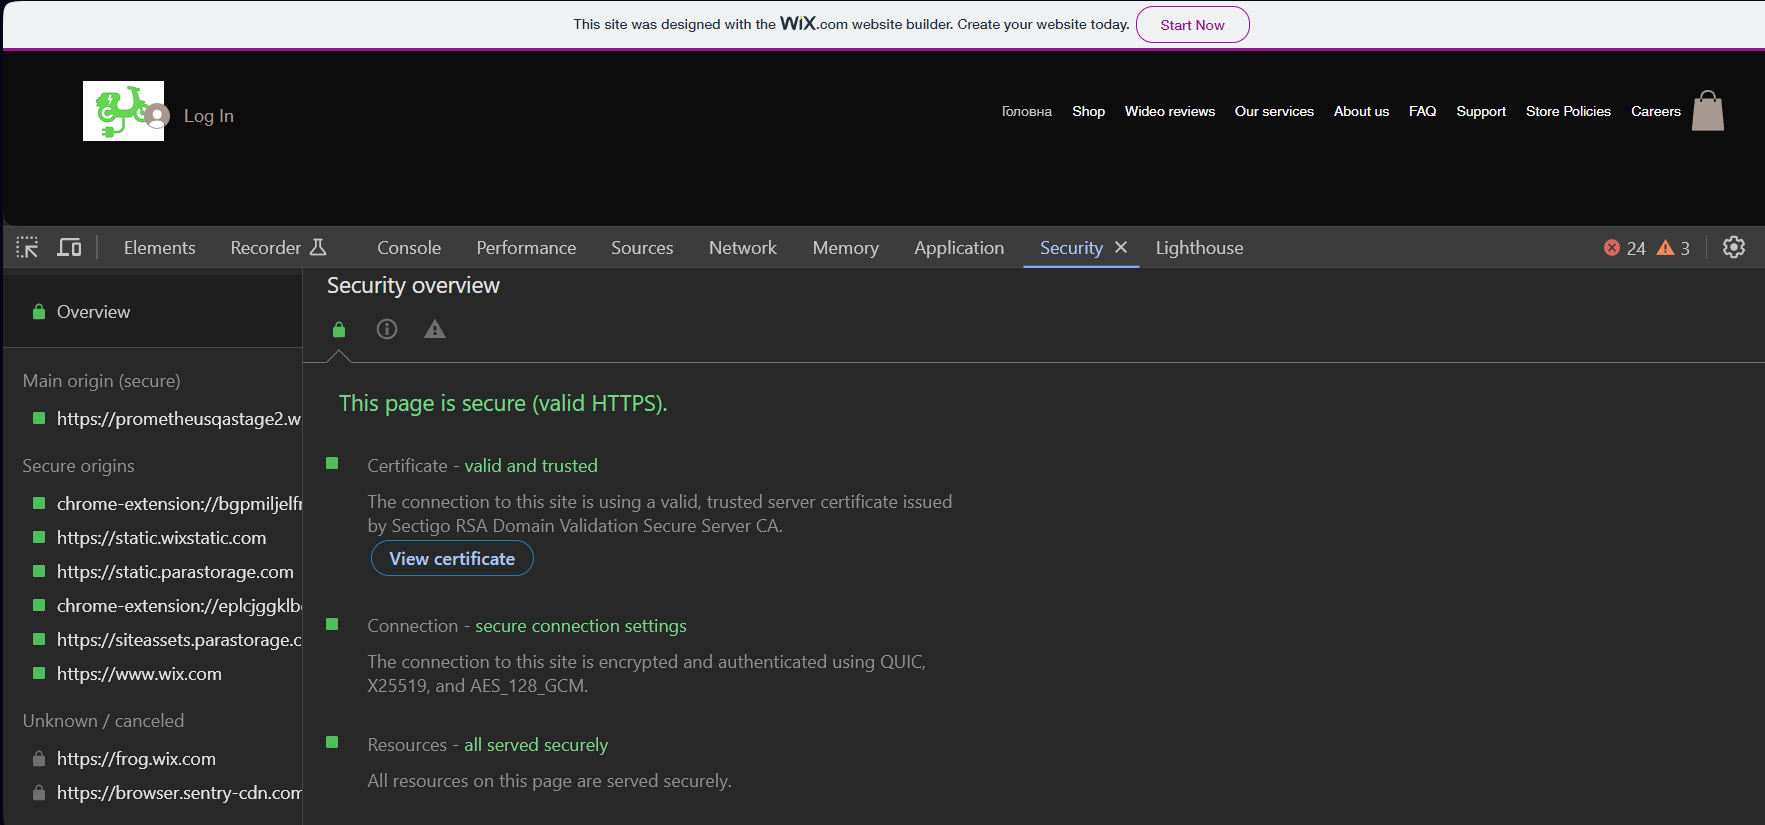 This site was designed with the WiX.com website builder. Create your website today. Start Now
Log In
Головна Shop Wideo reviews Our services About us FAQ Support Store Policies Careers
Elements Recorder Console Performance Sources Network Memory Application Security Lighthouse 24 3
Overview
Main origin (secure)
https://prometheusqastage2.w
Secure origins
chrome-extension://bgpmiljelfr
https://static.wixstatic.com
https://static.parastorage.com
chrome-extension://eplcjggklb
https://siteassets.parastorage.c
https://www.wix.com
Unknown / canceled
https://frog.wix.com
https://browser.sentry-cdn.com
Security overview
This page is secure (valid HTTPS).
Certificate - valid and trusted
The connection to this site is using a valid, trusted server certificate issued
by Sectigo RSA Domain Validation Secure Server CA.
View certificate
Connection - secure connection settings
The connection to this site is encrypted and authenticated using QUIC,
X25519, and AES_128_GCM.
Resources - all served securely
All resources on this page are served securely.